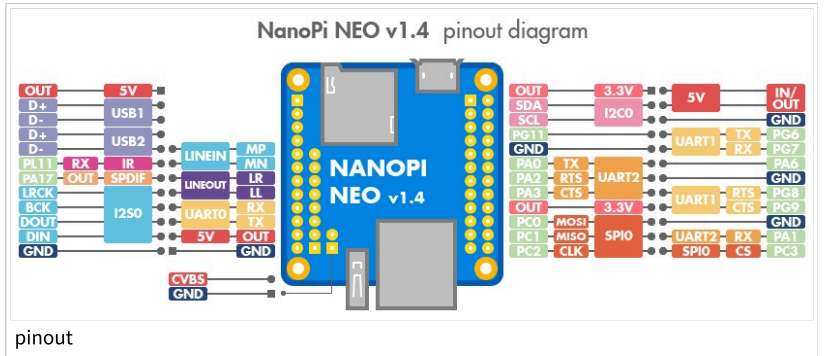 NanoPi NEO v1.4 pinout diagram
OUT 5V
D+ USB1
D-
D+ USB2
D-
PL11 RX IR
PA17 OUT SPDIF
LRCK I2S0
BCK
DOUT
DIN
GND
LINEIN MP
MN
LINEOUT LR
LL
UART0 RX
TX
5V OUT
GND
CVBS
GND
NANOPI
NEO v1.4
OUT 3.3V
SDA I2C0
SCL
PG11
GND
PA0 TX UART2
PA2 RTS
PA3 CTS
OUT 3.3V
PC0 MOSI SPI0
PC1 MISO
PC2 CLK
5V IN/
OUT
GND
UART1 TX PG6
RX PG7
PA6
GND
UART1 RTS PG8
CTS PG9
GND
UART2 RX PA1
SPI0 CS PC3
pinout